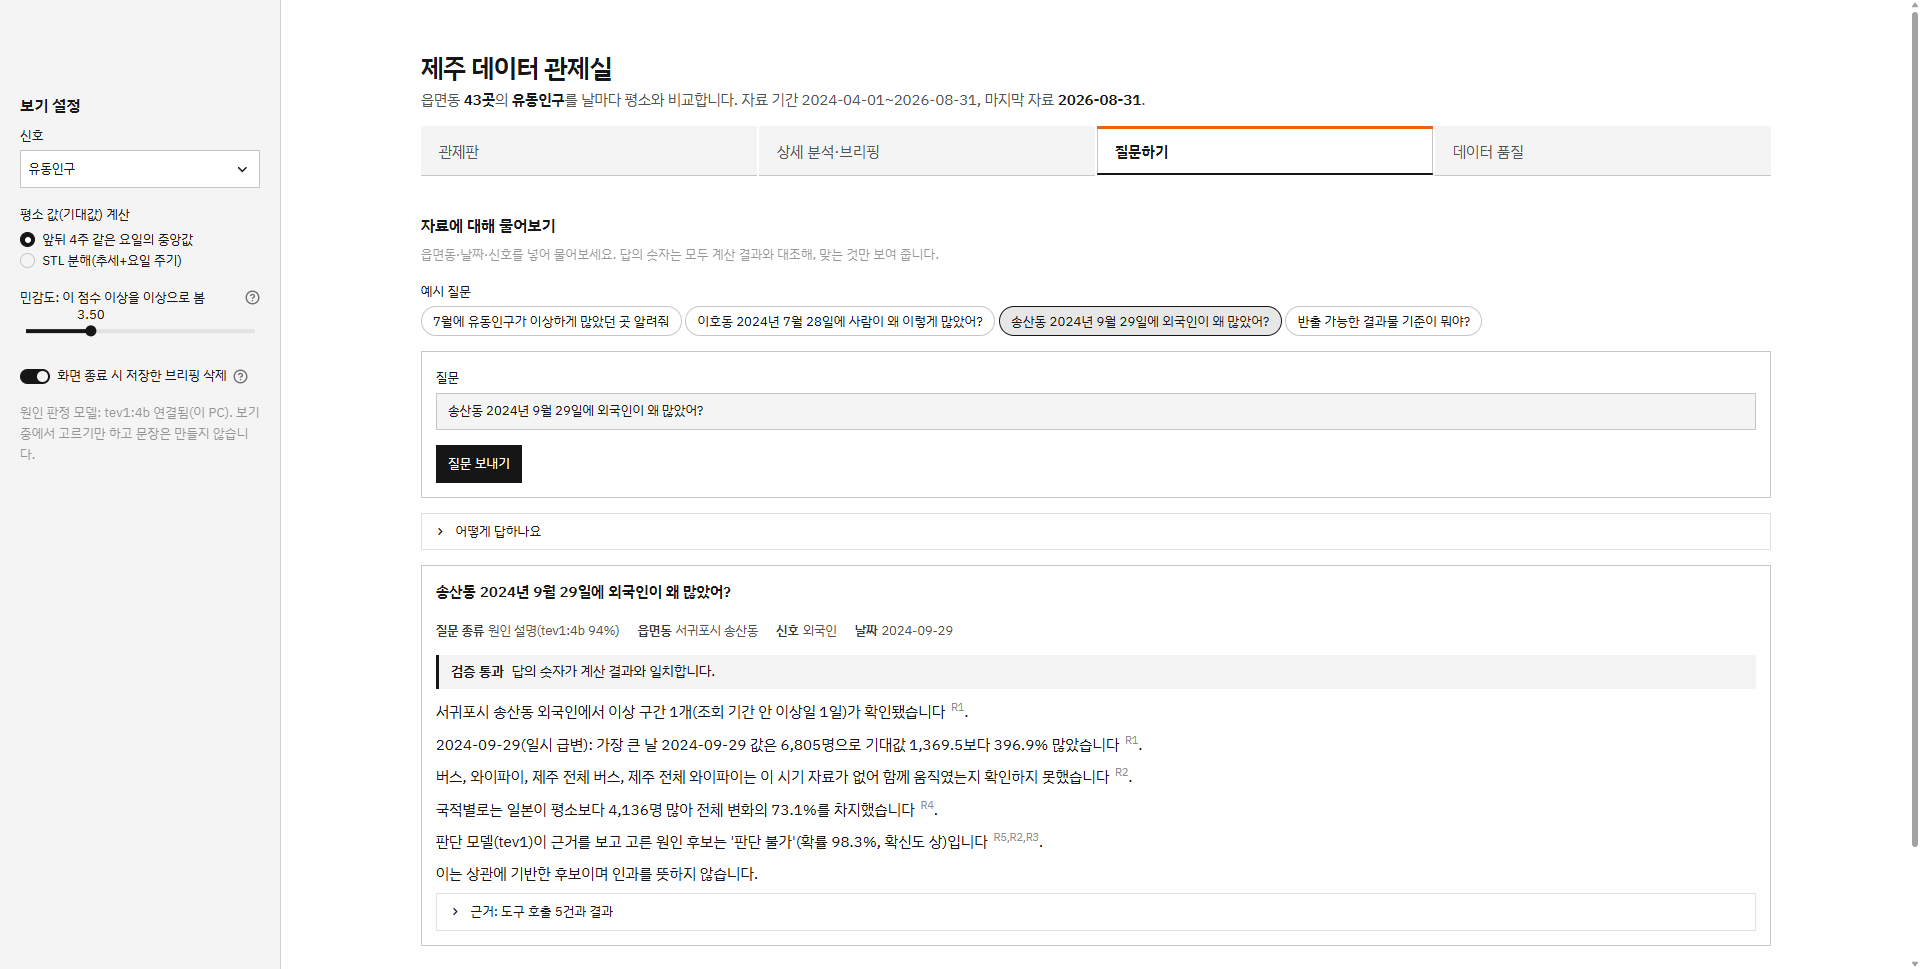 보기 설정
신호
유동인구
평소 값(기대값) 계산
앞뒤 4주 같은 요일의 중앙값
STL 분해(추세+요일 주기)
민감도: 이 점수 이상을 이상으로 봄
3.50
화면 종료 시 저장한 브리핑 삭제
원인 판정 모델: tev1:4b 연결됨(이 PC). 보기
중에서 고르기만 하고 문장은 만들지 않습니
다.
제주 데이터 관제실
읍면동 43곳의 유동인구를 날마다 평소와 비교합니다. 자료 기간 2024-04-01~2026-08-31, 마지막 자료 2026-08-31.
관제판
상세 분석·브리핑
질문하기
데이터 품질
자료에 대해 물어보기
읍면동·날짜·신호를 넣어 물어보세요. 답의 숫자는 모두 계산 결과와 대조해, 맞는 것만 보여 줍니다.
예시 질문
7월에 유동인구가 이상하게 많았던 곳 알려줘
이호동 2024년 7월 28일에 사람이 왜 이렇게 많았어?
송산동 2024년 9월 29일에 외국인이 왜 많았어?
반출 가능한 결과물 기준이 뭐야?
질문
송산동 2024년 9월 29일에 외국인이 왜 많았어?
질문 보내기
어떻게 답하나요
송산동 2024년 9월 29일에 외국인이 왜 많았어?
질문 종류 원인 설명(tev1:4b 94%) 읍면동 서귀포시 송산동 신호 외국인 날짜 2024-09-29
검증 통과 답의 숫자가 계산 결과와 일치합니다.
서귀포시 송산동 외국인에서 이상 구간 1개(조회 기간 안 이상일 1일)가 확인됐습니다 R1.
2024-09-29(일시 급변): 가장 큰 날 2024-09-29 값은 6,805명으로 기대값 1,369.5보다 396.9% 많았습니다 R1.
버스, 와이파이, 제주 전체 버스, 제주 전체 와이파이는 이 시기 자료가 없어 함께 움직였는지 확인하지 못했습니다 R2.
국적별로는 일본이 평소보다 4,136명 많아 전체 변화의 73.1%를 차지했습니다 R4.
판단 모델(tev1)이 근거를 보고 고른 원인 후보는 '판단 불가'(확률 98.3%, 확신도 상)입니다 R5,R2,R3.
이는 상관에 기반한 후보이며 인과를 뜻하지 않습니다.
근거: 도구 호출 5건과 결과